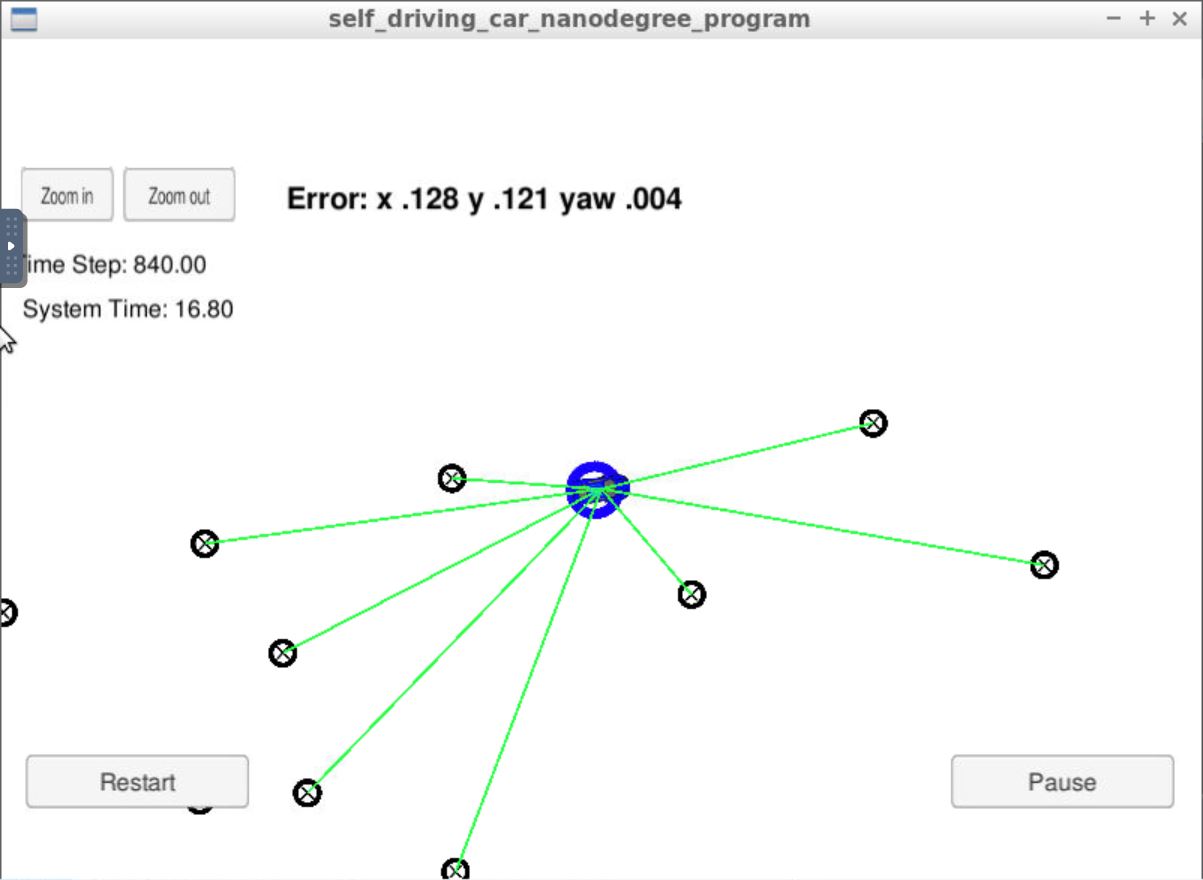 self_driving_car_nanodegree_program
Zoom in
Zoom out
Error: x .128 y .121 yaw .004
ime Step: 840.00
System Time: 16.80
Restart
Pause